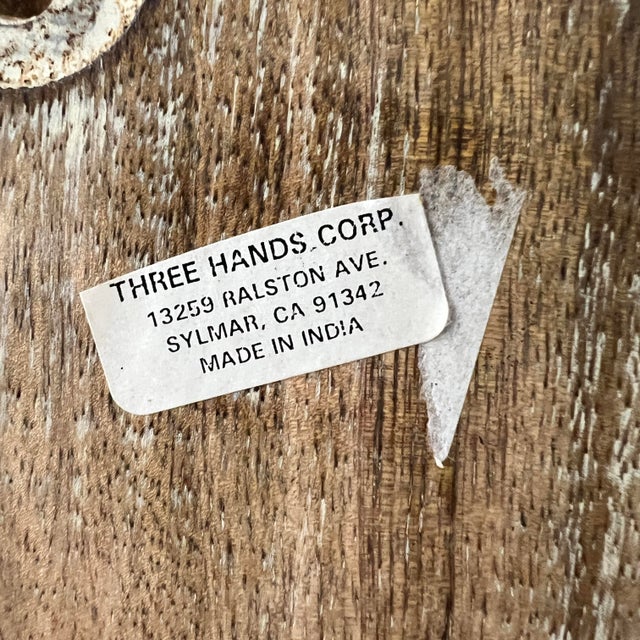 THREE HANDS CORP.
13259 RALSTON AVE.
SYLMAR, CA 91342
MADE IN INDIA